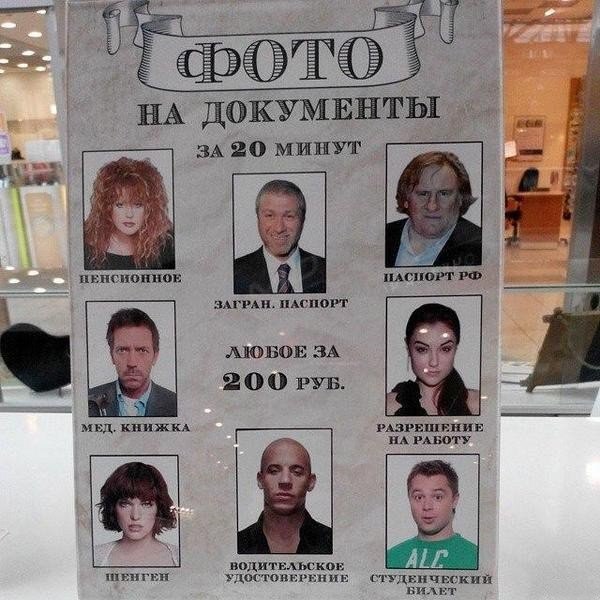 ФОТО
НА ДОКУМЕНТЫ
ЗА 20 МИНУТ
ПЕНСИОННОЕ
ЗАГРАН. ПАСПОРТ
ПАСПОРТ РФ
ЛЮБОЕ ЗА
200 РУБ.
МЕД. КНИЖКА
РАЗРЕШЕНИЕ
НА РАБОТУ
ШЕНГЕН
ВОДИТЕЛЬСКОЕ
УДОСТОВЕРЕНИЕ
ALC
СТУДЕНЧЕСКИЙ
БИЛЕТ